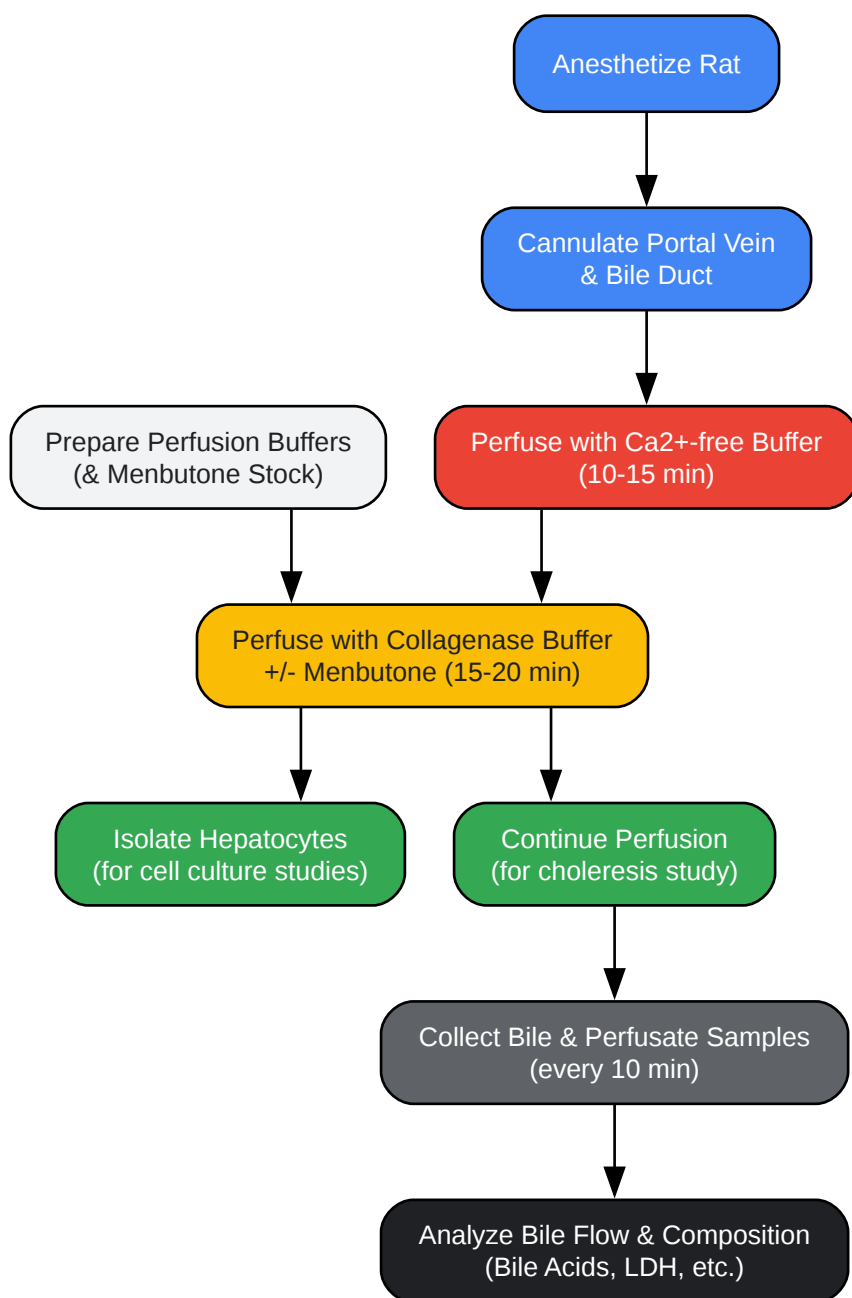 Anesthetize Rat
Cannulate Portal Vein
& Bile Duct
Prepare Perfusion Buffers
(& Menbutone Stock)
Perfuse with Ca2+-free Buffer
(10-15 min)
Perfuse with Collagenase Buffer
+/- Menbutone (15-20 min)
Isolate Hepatocytes
(for cell culture studies)
Continue Perfusion
(for choleresis study)
Collect Bile & Perfusate Samples
(every 10 min)
Analyze Bile Flow & Composition
(Bile Acids, LDH, etc.)